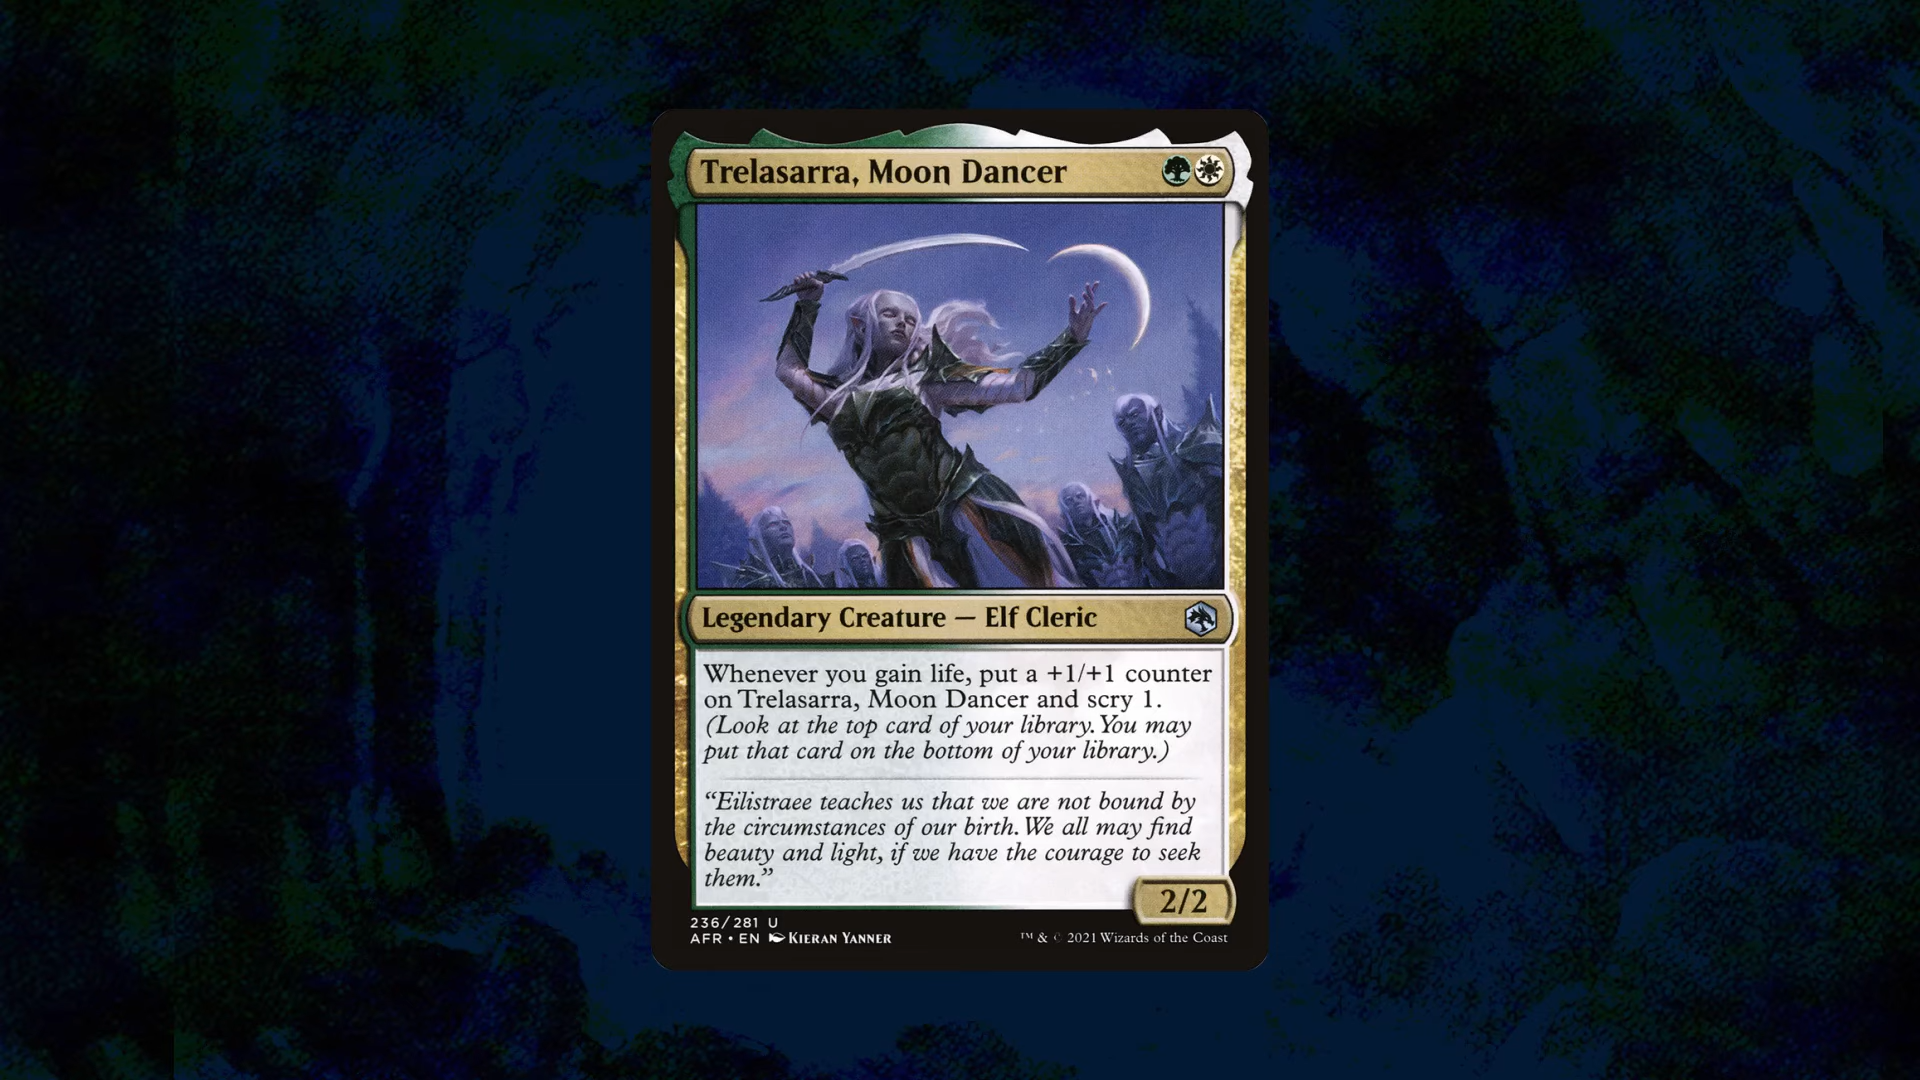 Trelasarra, Moon Dancer
Legendary Creature — Elf Cleric
Whenever you gain life, put a +1/+1 counter
on Trelasarra, Moon Dancer and scry 1.
(Look at the top card of your library. You may
put that card on the bottom of your library.)
“Eilistraee teaches us that we are not bound by
the circumstances of our birth. We all may find
beauty and light, if we have the courage to seek
them.”
2/2
236/281 U
AFR • EN Kieran Yanner
™ & © 2021 Wizards of the Coast